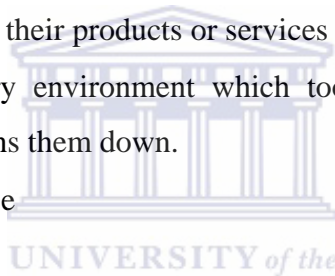 their products or services
y environment which too
ns them down.
e
UNIVERSITY of the